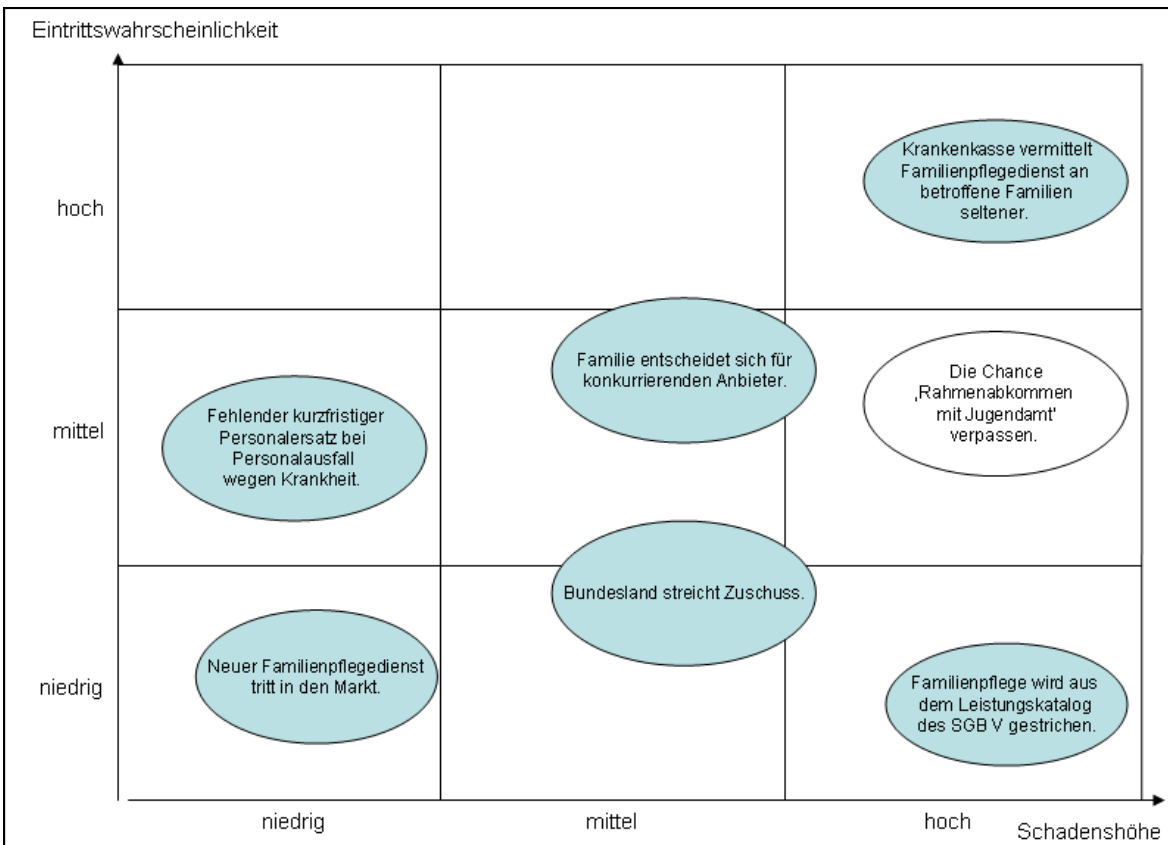 Eintrittswahrscheinlichkeit
hoch
Krankenkasse vermittelt
Familienpflegedienst an
betroffene Familien
seltener.
mittel
Fehlender kurzfristiger
Personalersatz bei
Personalausfall
wegen Krankheit.
Familie entscheidet sich für
konkurrierenden Anbieter.
Die Chance
‚Rahmenabkommen
mit Jugendamt'
verpassen.
niedrig
Neuer Familienpflegedienst
tritt in den Markt.
Bundesland streicht Zuschuss.
Familienpflege wird aus
dem Leistungskatalog
des SGB V gestrichen.
niedrig
mittel
hoch
Schadenshöhe